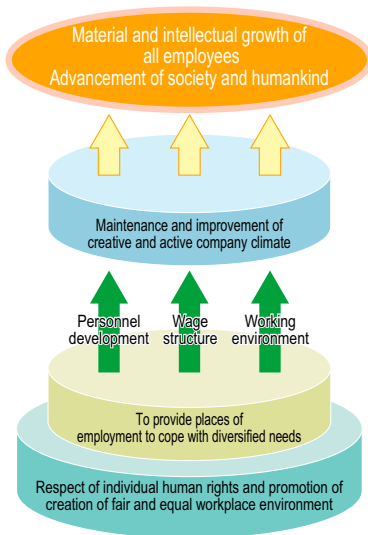 Material and intellectual growth of
all employees
Advancement of society and humankind
Maintenance and improvement of
creative and active company climate
Personnel
development
Wage
structure
Working
environment
To provide places of
employment to cope with diversified needs
Respect of individual human rights and promotion of
creation of fair and equal workplace environment